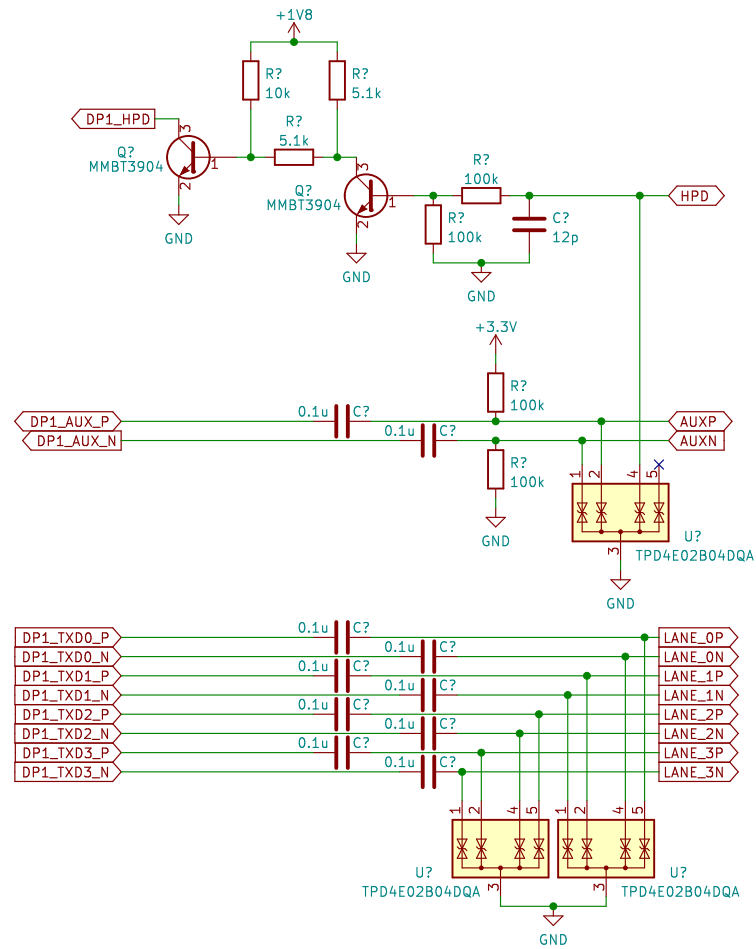 +1V8
R?
10k
R?
5.1k
DP1_HPD
3
Q?
MMBT3904
1
2
GND
R?
5.1k
3
Q?
MMBT3904
1
2
GND
R?
100k
R?
100k
C?
12p
GND
HPD
+3.3V
R?
100k
DP1_AUX_P
0.1u
C?
AUXP
DP1_AUX_N
0.1u
C?
AUXN
R?
100k
GND
1
2
4
5
U?
3
TPD4E02B04DQA
GND
DP1_TXD0_P
0.1u
C?
LANE_0P
DP1_TXD0_N
0.1u
C?
LANE_0N
DP1_TXD1_P
0.1u
C?
LANE_1P
DP1_TXD1_N
0.1u
C?
LANE_1N
DP1_TXD2_P
0.1u
C?
LANE_2P
DP1_TXD2_N
0.1u
C?
LANE_2N
DP1_TXD3_P
0.1u
C?
LANE_3P
DP1_TXD3_N
0.1u
C?
LANE_3N
1
2
4
5
1
2
4
5
U?
TPD4E02B04DQA
3
U?
TPD4E02B04DQA
3
GND